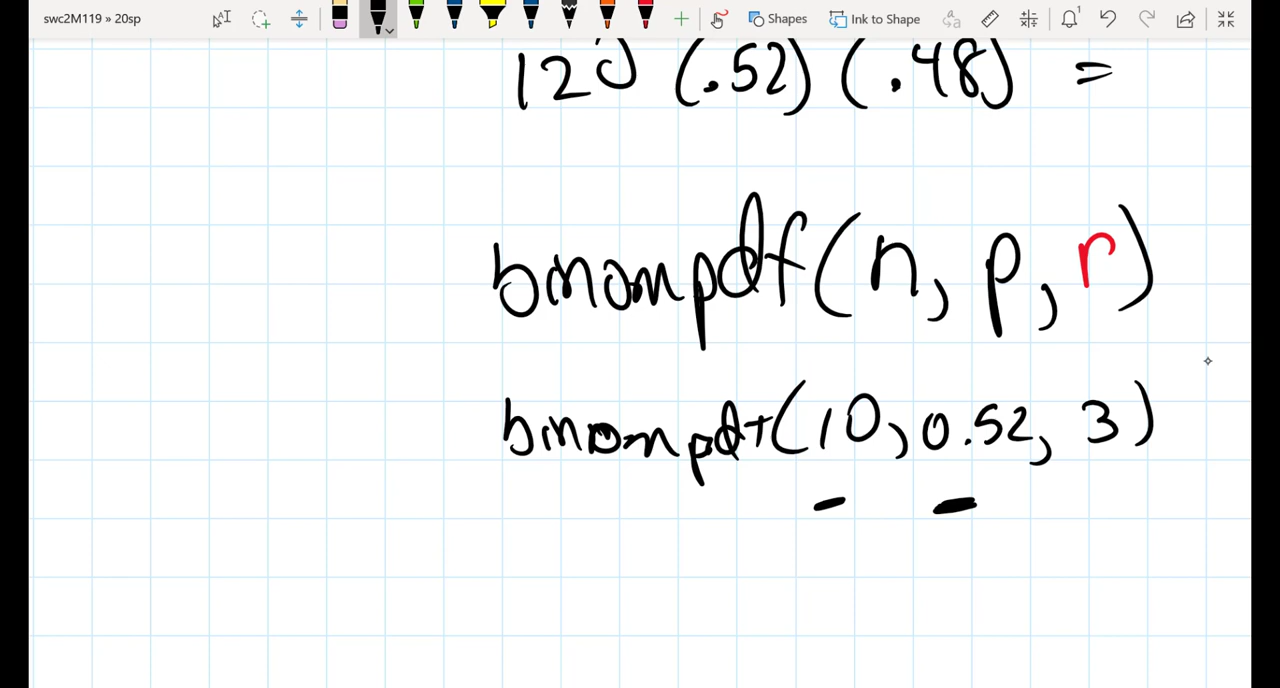 swc2M119 » 20sp
Shapes
Ink to Shape
120 (.52) (.48) =
binompdf(n, p, r)
binompdf(10, 0.52, 3)